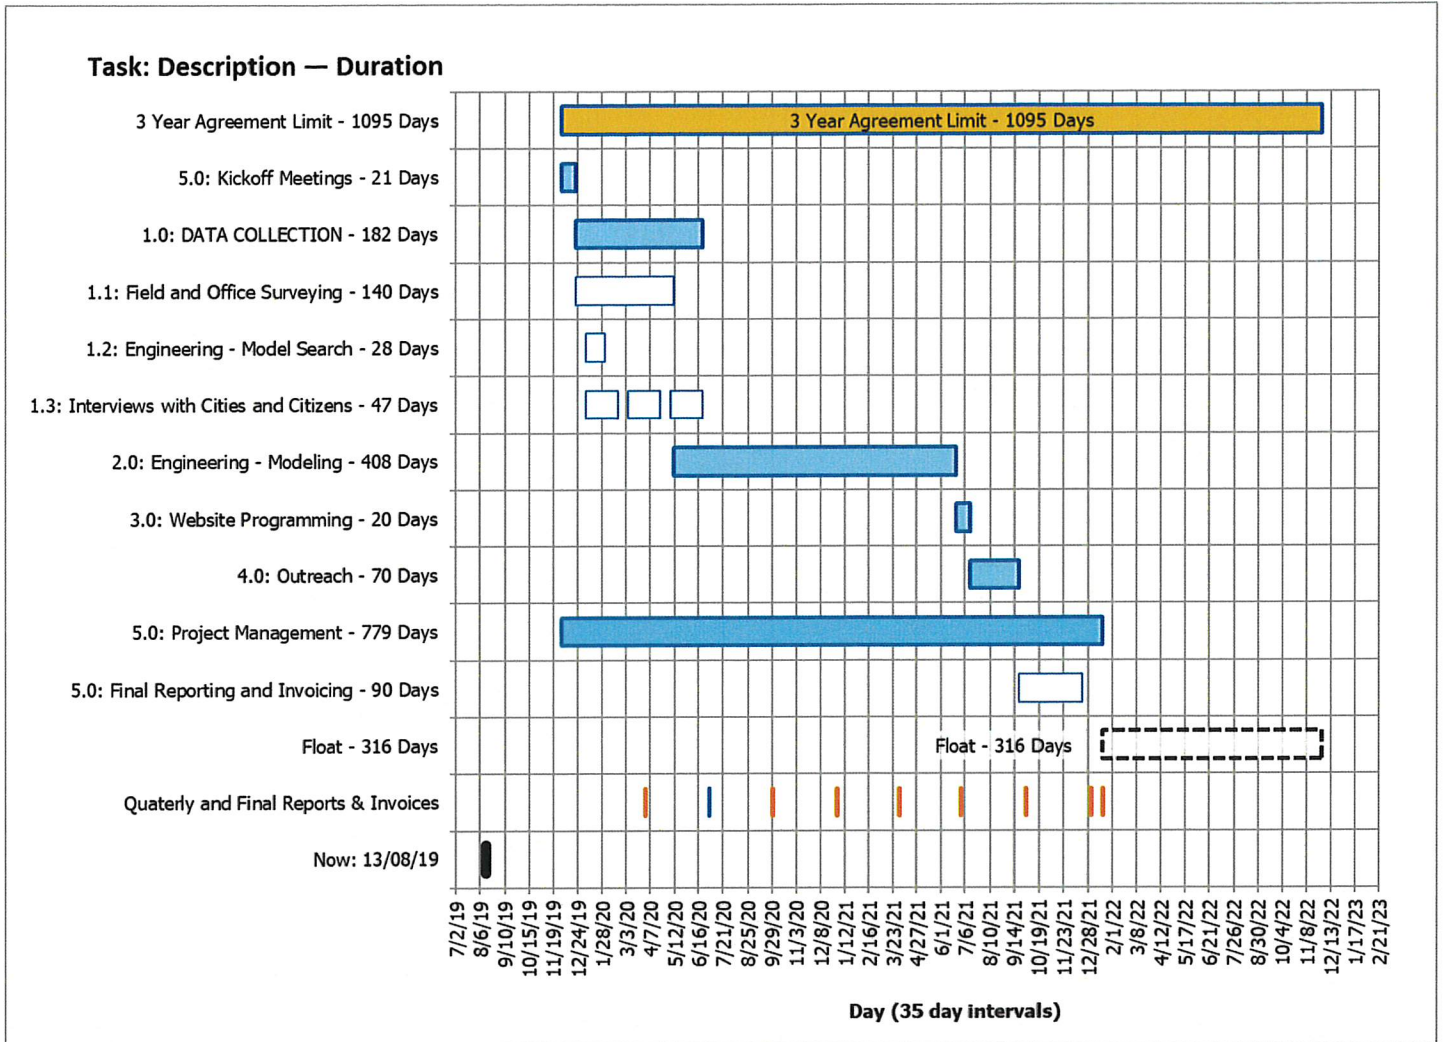 Task: Description — Duration
3 Year Agreement Limit - 1095 Days
3 Year Agreement Limit - 1095 Days
5.0: Kickoff Meetings - 21 Days
1.0: DATA COLLECTION - 182 Days
1.1: Field and Office Surveying - 140 Days
1.2: Engineering - Model Search - 28 Days
1.3: Interviews with Cities and Citizens - 47 Days
2.0: Engineering - Modeling - 408 Days
3.0: Website Programming - 20 Days
4.0: Outreach - 70 Days
5.0: Project Management - 779 Days
5.0: Final Reporting and Invoicing - 90 Days
Float - 316 Days
Float - 316 Days
Quaterly and Final Reports & Invoices
Now: 13/08/19
7/2/19
8/6/19
9/10/19
10/15/19
11/19/19
12/24/19
1/28/20
3/3/20
4/7/20
5/12/20
6/16/20
7/21/20
8/25/20
9/29/20
11/3/20
12/8/20
1/12/21
2/16/21
3/23/21
4/27/21
6/1/21
7/6/21
8/10/21
9/14/21
10/19/21
11/23/21
12/28/21
2/1/22
3/8/22
4/12/22
5/17/22
6/21/22
7/26/22
8/30/22
10/4/22
11/8/22
12/13/22
1/17/23
2/21/23
Day (35 day intervals)